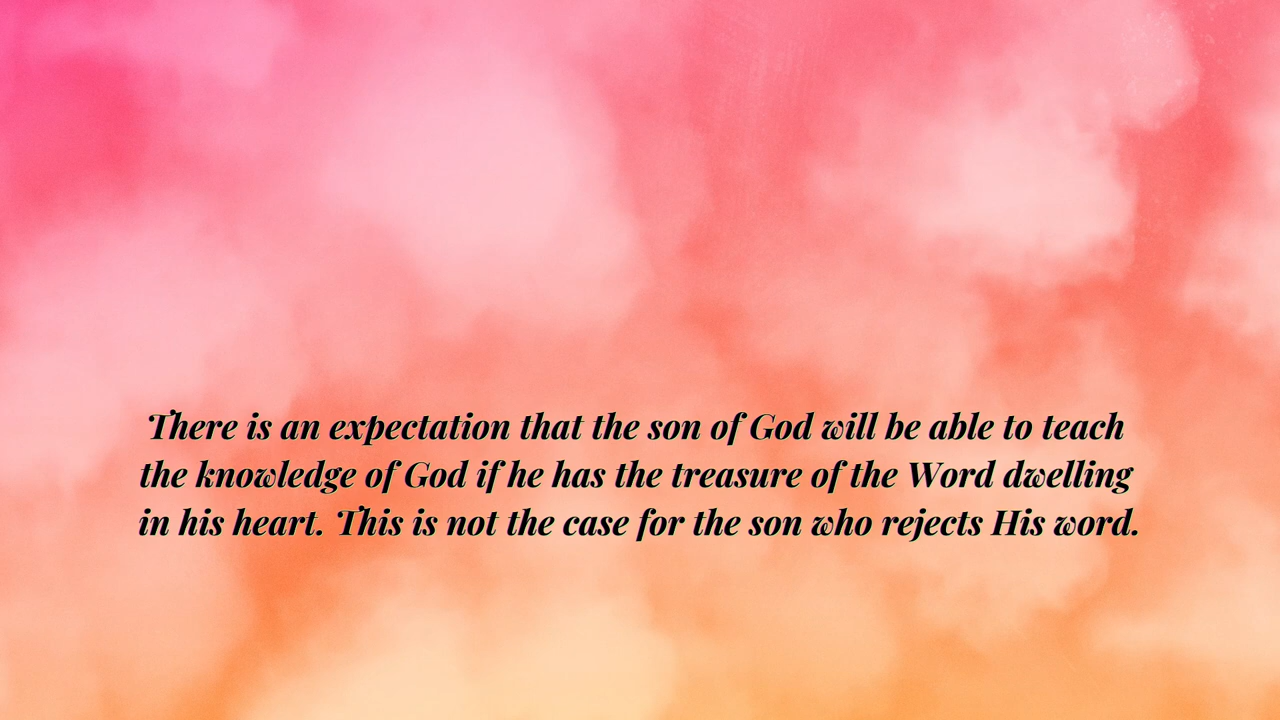 There is an expectation that the son of God will be able to teach
the knowledge of God if he has the treasure of the Word dwelling
in his heart. This is not the case for the son who rejects His word.